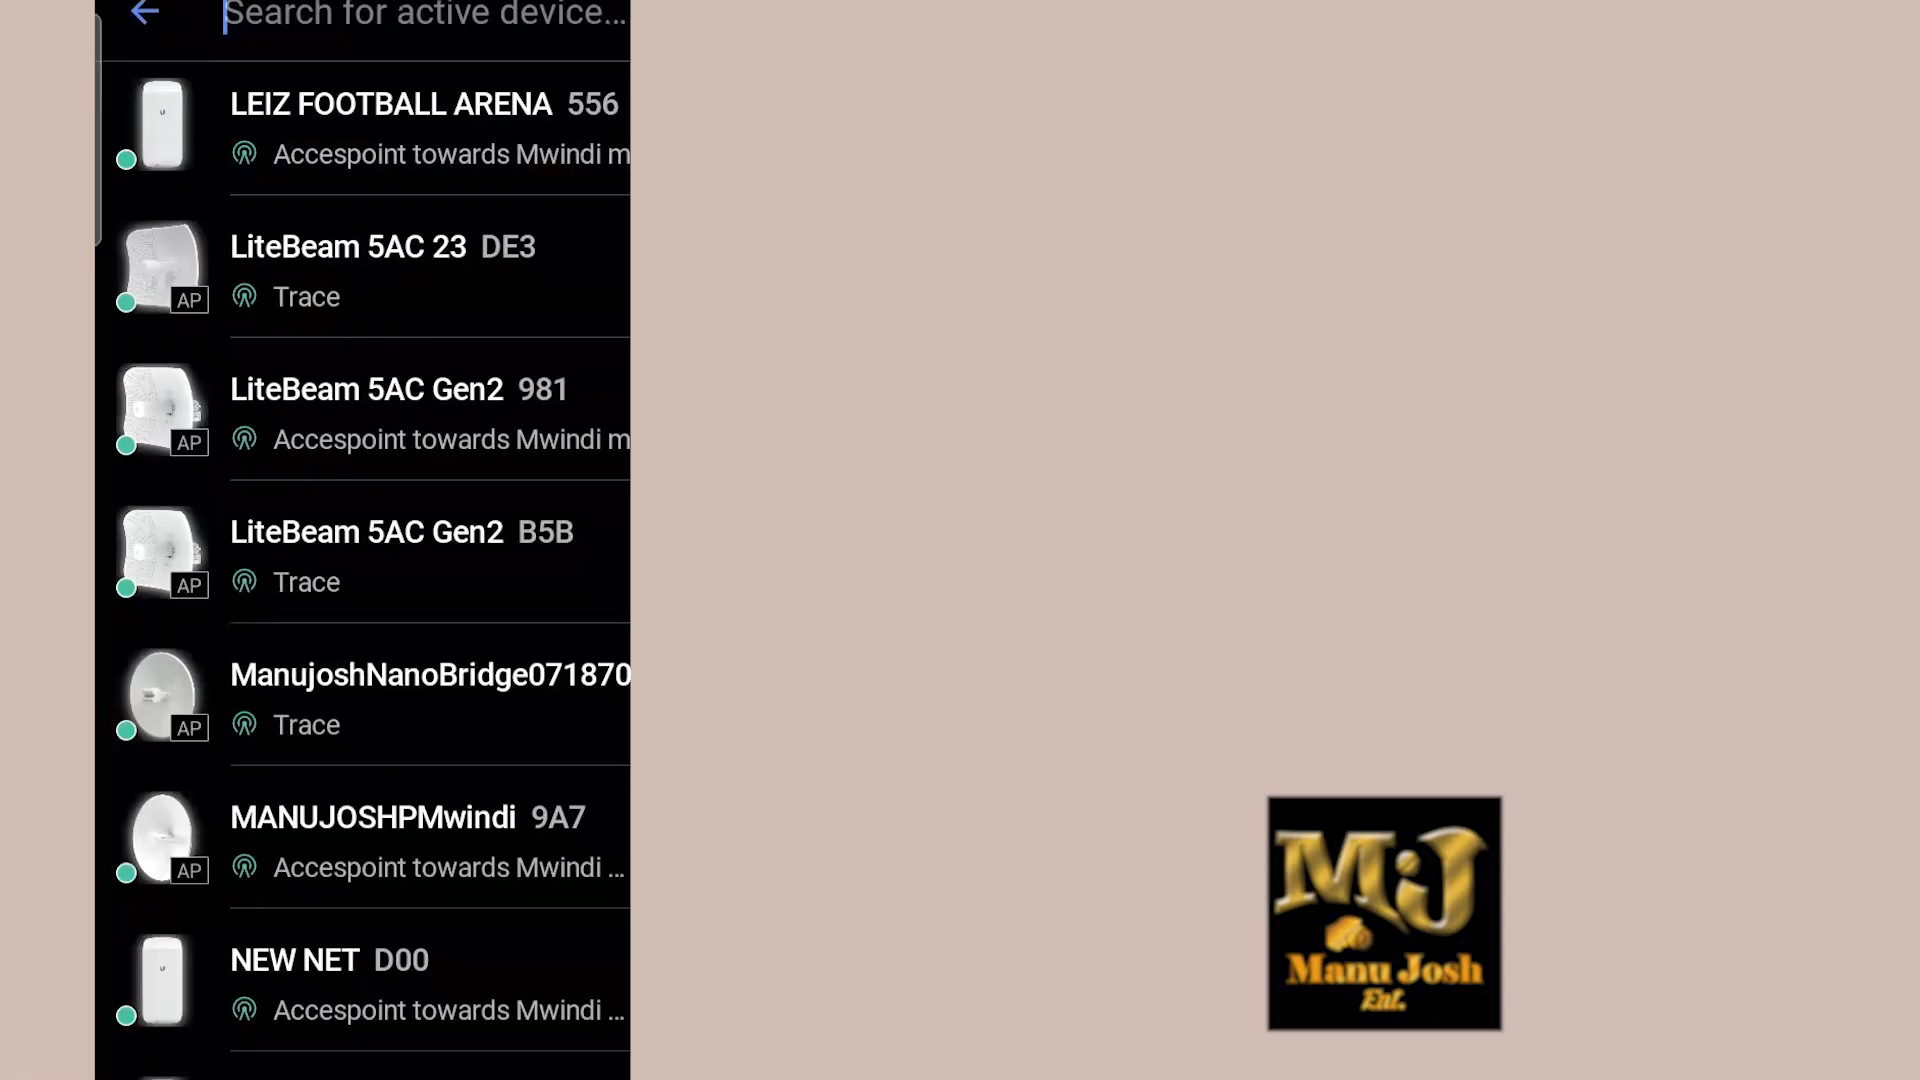 Search for active device...
LEIZ FOOTBALL ARENA 556
Accespoint towards Mwindi m
LiteBeam 5AC 23 DE3
AP
Trace
LiteBeam 5AC Gen2 981
AP
Accespoint towards Mwindi m
LiteBeam 5AC Gen2 B5B
AP
Trace
ManujoshNanoBridge071870
AP
Trace
MANUJOSHPMwindi 9A7
AP
Accespoint towards Mwindi ...
NEW NET D00
Accespoint towards Mwindi ...
MJ
Manu Josh
Ent.